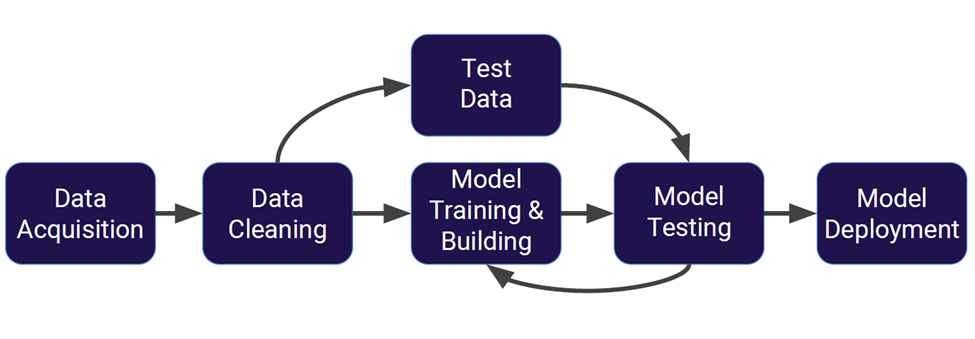 Test
Data
Data
Acquisition
Data
Cleaning
Model
Training &
Building
Model
Testing
Model
Deployment